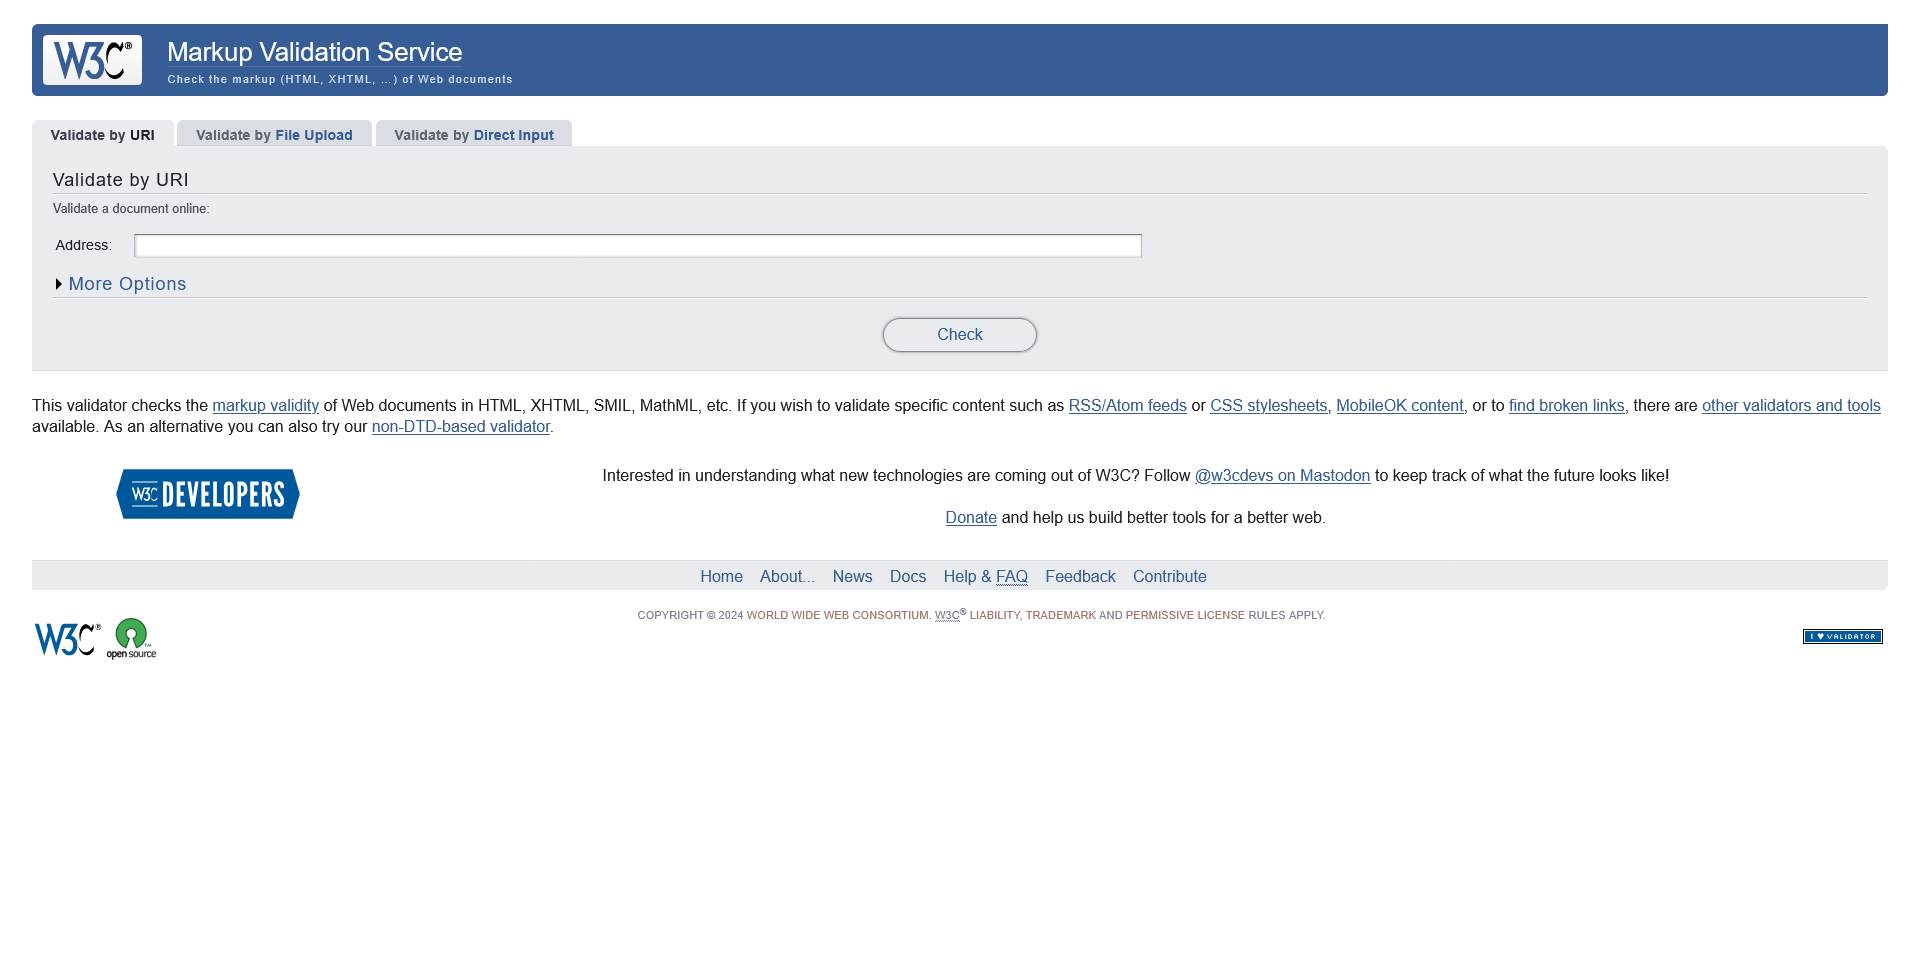 W3C®
Markup Validation Service
Check the markup (HTML, XHTML, …) of Web documents
Validate by URI
Validate by File Upload
Validate by Direct Input
Validate by URI
Validate a document online:
Address:
More Options
Check
This validator checks the markup validity of Web documents in HTML, XHTML, SMIL, MathML, etc. If you wish to validate specific content such as RSS/Atom feeds or CSS stylesheets, MobileOK content, or to find broken links, there are other validators and tools
available. As an alternative you can also try our non-DTD-based validator.
W3C DEVELOPERS
Interested in understanding what new technologies are coming out of W3C? Follow @w3cdevs on Mastodon to keep track of what the future looks like!
Donate and help us build better tools for a better web.
Home About... News Docs Help & FAQ Feedback Contribute
COPYRIGHT © 2024 WORLD WIDE WEB CONSORTIUM. W3C® LIABILITY, TRADEMARK AND PERMISSIVE LICENSE RULES APPLY.
W3C®
open source™
I ♥ VALIDATOR